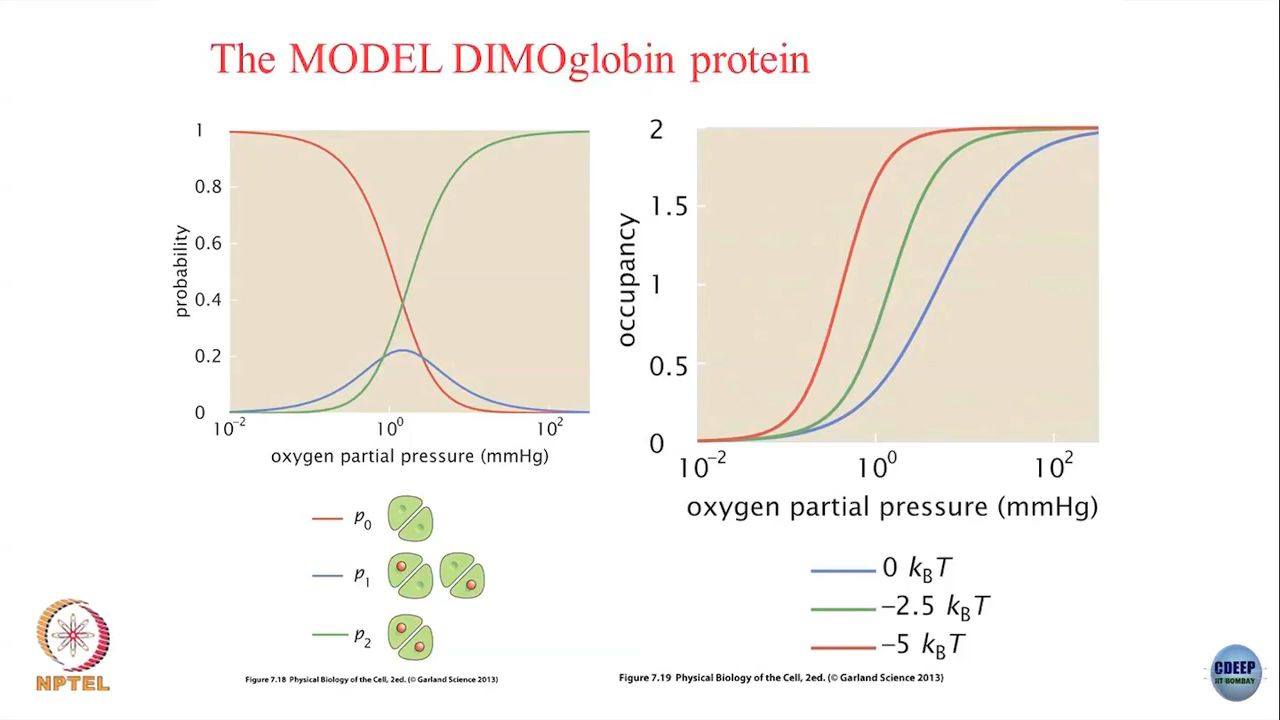 The MODEL DIMOglobin protein
1
0.8
0.6
0.4
0.2
0
probability
10⁻² 10⁰ 10²
oxygen partial pressure (mmHg)
p₀
p₁
p₂
Figure 7.18 Physical Biology of the Cell, 2ed. (© Garland Science 2013)
2
1.5
1
0.5
0
occupancy
10⁻² 10⁰ 10²
oxygen partial pressure (mmHg)
0 k_BT
−2.5 k_BT
−5 k_BT
Figure 7.19 Physical Biology of the Cell, 2ed. (© Garland Science 2013)
NPTEL
CDEEP
IIT BOMBAY